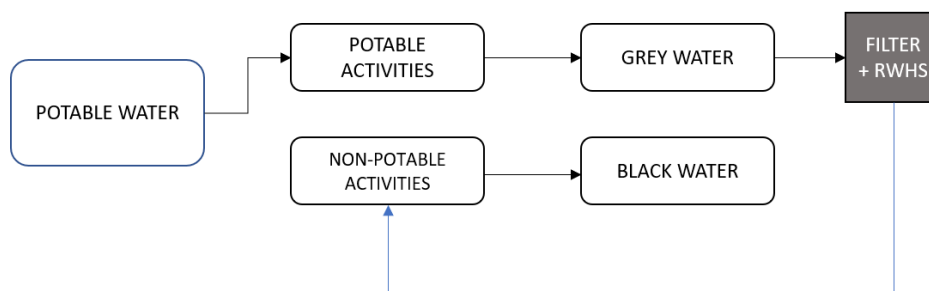 POTABLE WATER
POTABLE
ACTIVITIES
GREY WATER
FILTER
+ RWHS
NON-POTABLE
ACTIVITIES
BLACK WATER